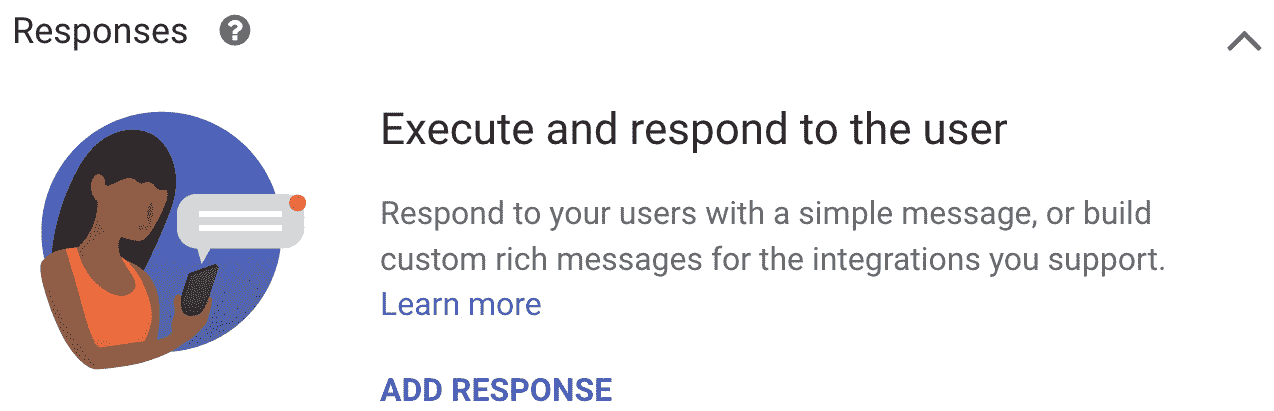 Responses ?
Execute and respond to the user
Respond to your users with a simple message, or build
custom rich messages for the integrations you support.
Learn more
ADD RESPONSE